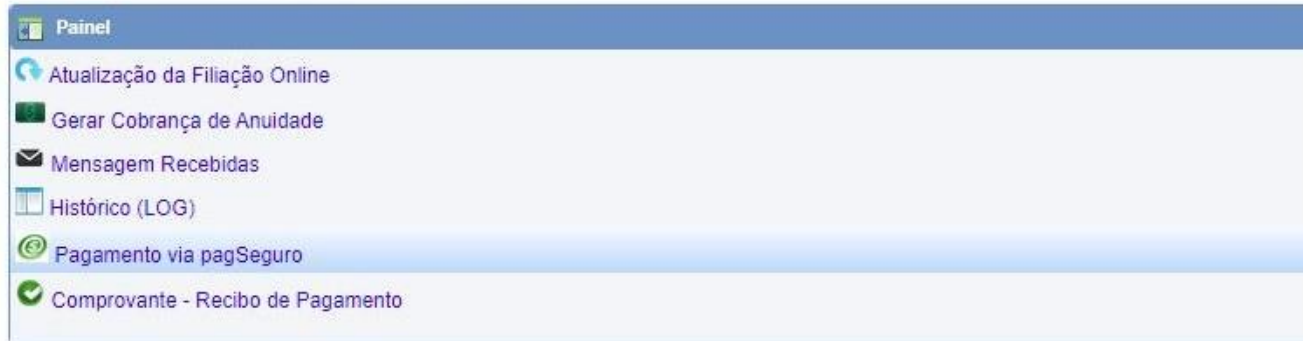 Painel
Atualização da Filiação Online
Gerar Cobrança de Anuidade
Mensagem Recebidas
Histórico (LOG)
Pagamento via pagSeguro
Comprovante - Recibo de Pagamento